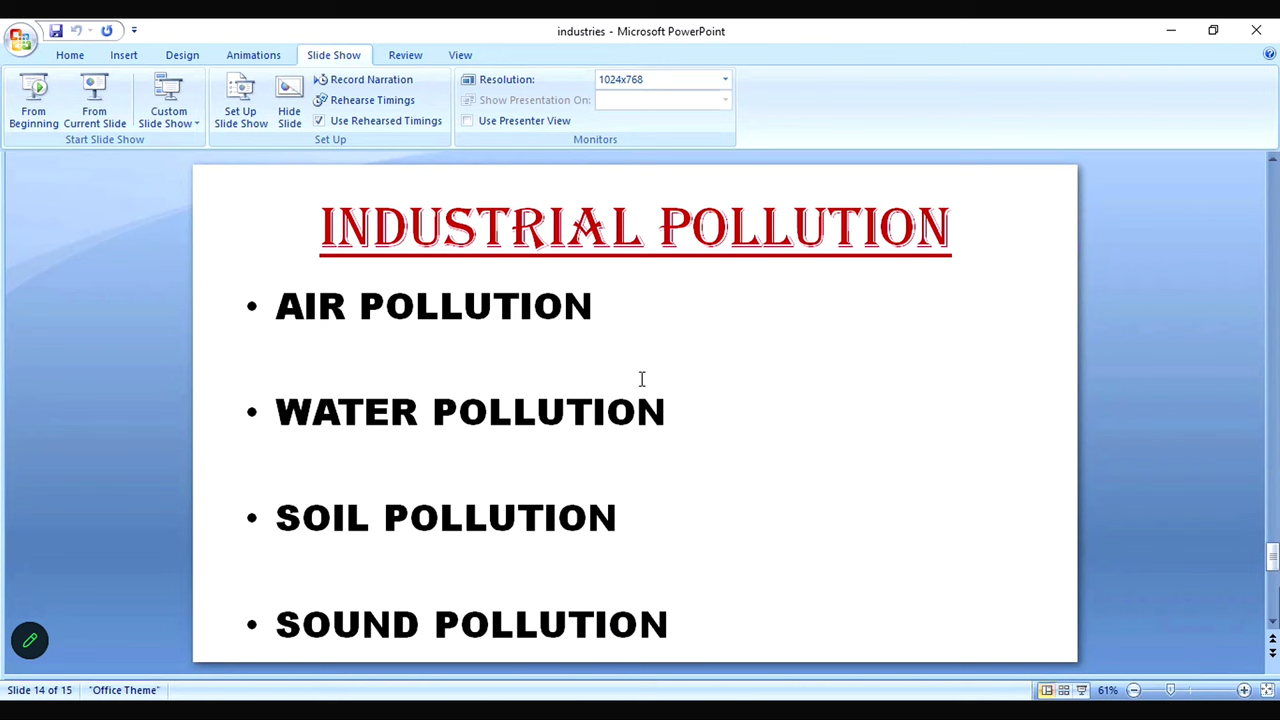 industries - Microsoft PowerPoint
Home Insert Design Animations Slide Show Review View
From Beginning
From Current Slide
Custom Slide Show
Start Slide Show
Set Up Slide Show
Hide Slide
Record Narration
Rehearse Timings
Use Rehearsed Timings
Set Up
Resolution: 1024x768
Show Presentation On:
Use Presenter View
Monitors
INDUSTRIAL POLLUTION
• AIR POLLUTION
• WATER POLLUTION
• SOIL POLLUTION
• SOUND POLLUTION
Slide 14 of 15 "Office Theme" 61%